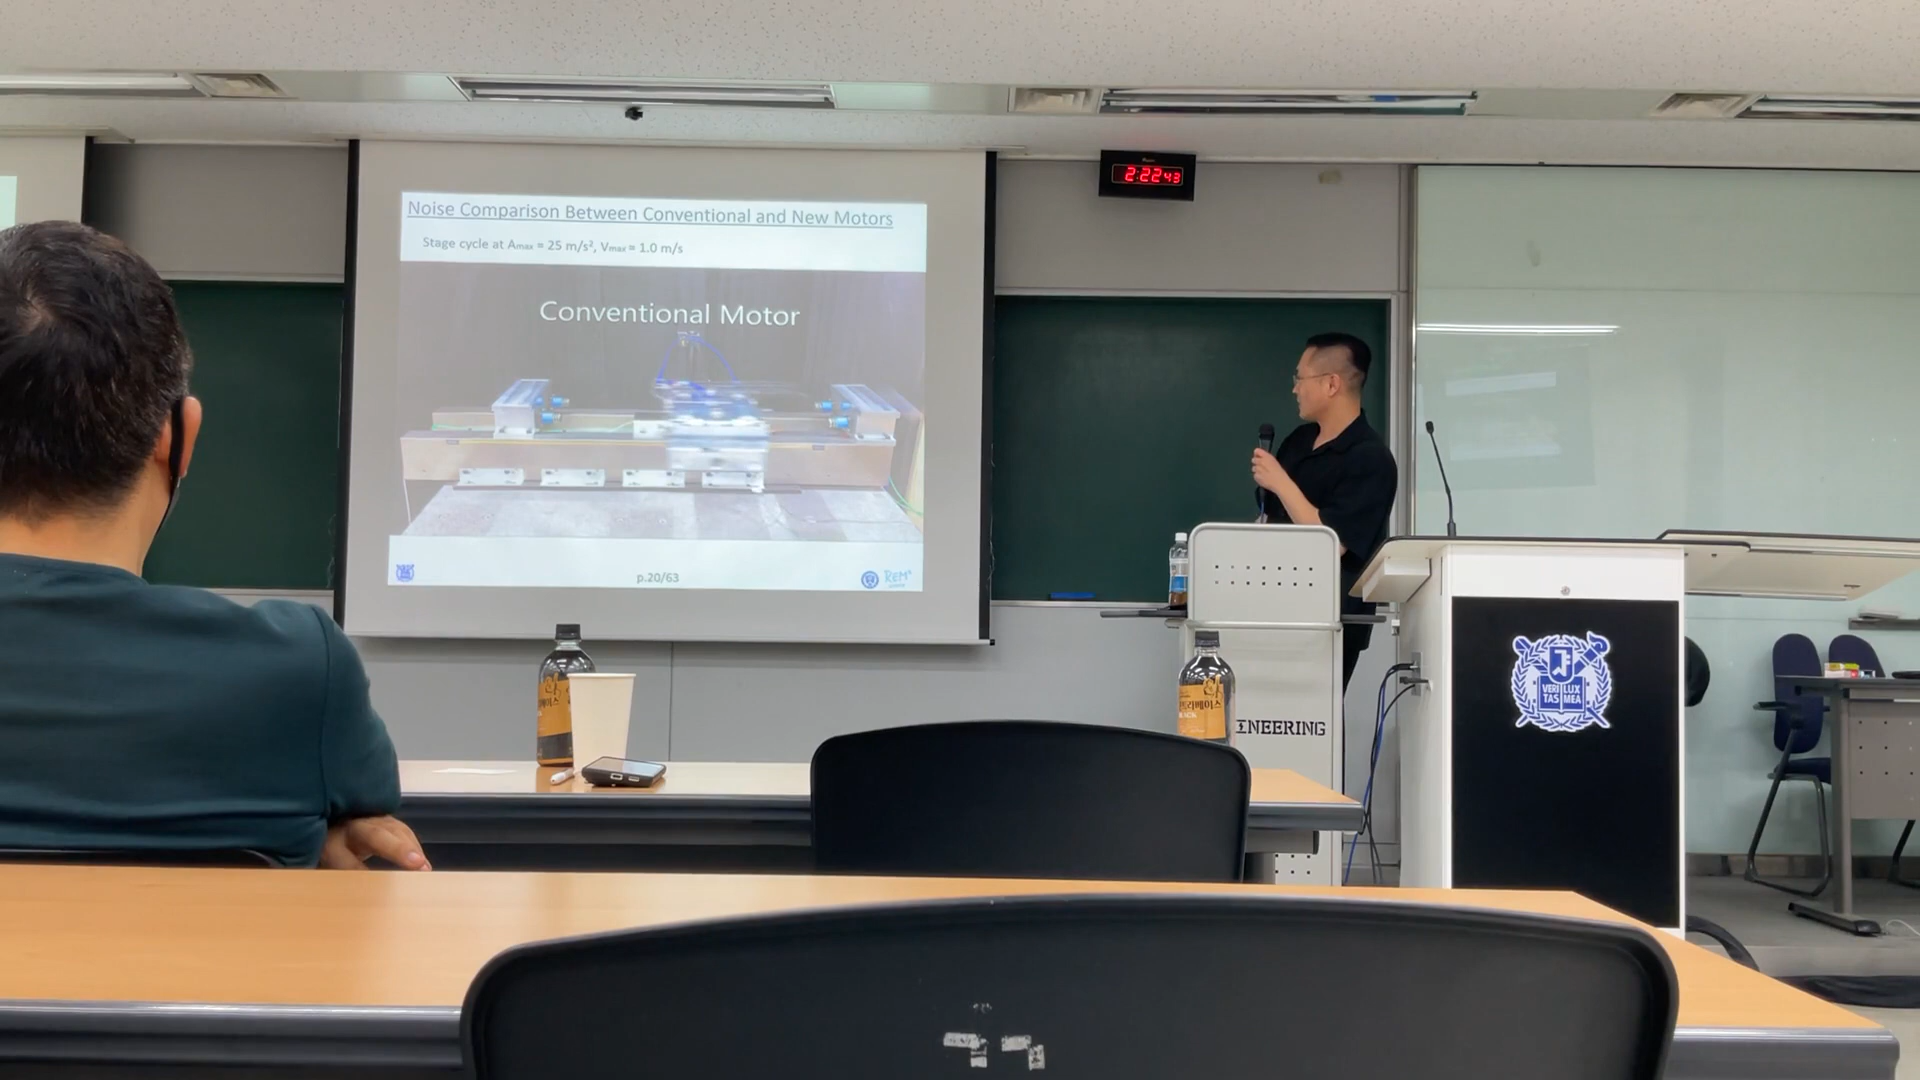 2:22 43
Noise Comparison Between Conventional and New Motors
Stage cycle at Amax = 25 m/s², Vmax = 1.0 m/s
Conventional Motor
p.20/63
VERI LUX
TAS MEA
NEERING